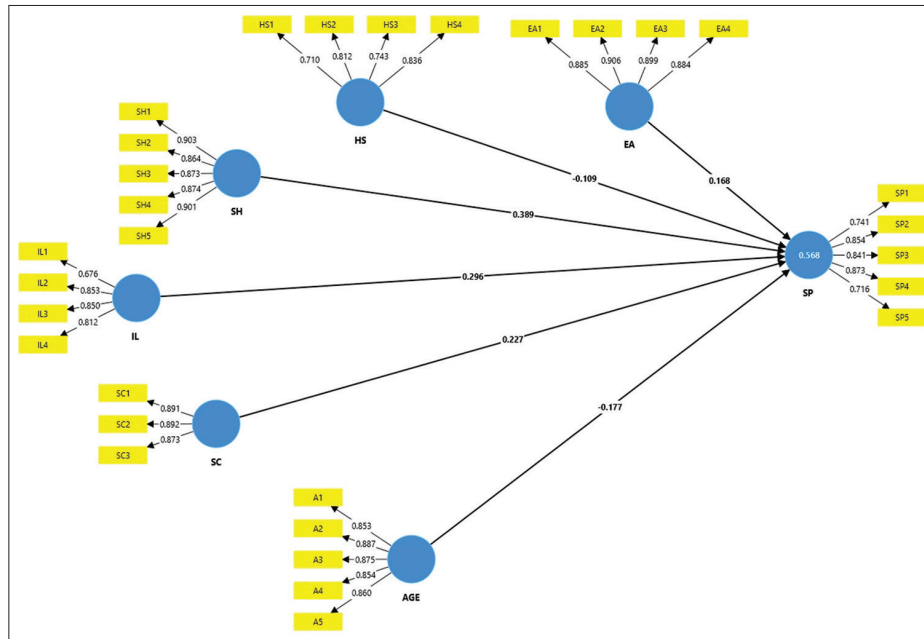 HS1
HS2
HS3
HS4
0.710
0.812
0.743
0.836
HS
EA1
EA2
EA3
EA4
0.885
0.906
0.899
0.884
EA
SH1
SH2
SH3
SH4
SH5
0.903
0.864
0.873
0.874
0.901
SH
IL1
IL2
IL3
IL4
0.676
0.853
0.850
0.812
IL
SC1
SC2
SC3
0.891
0.892
0.873
SC
A1
A2
A3
A4
A5
0.853
0.887
0.875
0.854
0.860
AGE
-0.109
0.168
0.389
0.296
0.227
-0.177
0.568
SP
0.741
0.854
0.841
0.873
0.716
SP1
SP2
SP3
SP4
SP5